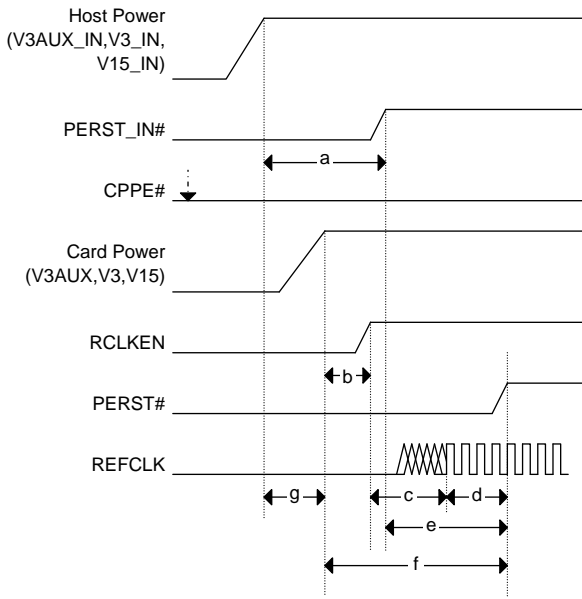 Host Power
(V3AUX_IN,V3_IN,
V15_IN)
PERST_IN#
a
CPPE#
Card Power
(V3AUX,V3,V15)
RCLKEN
b
PERST#
REFCLK
g
c
d
e
f